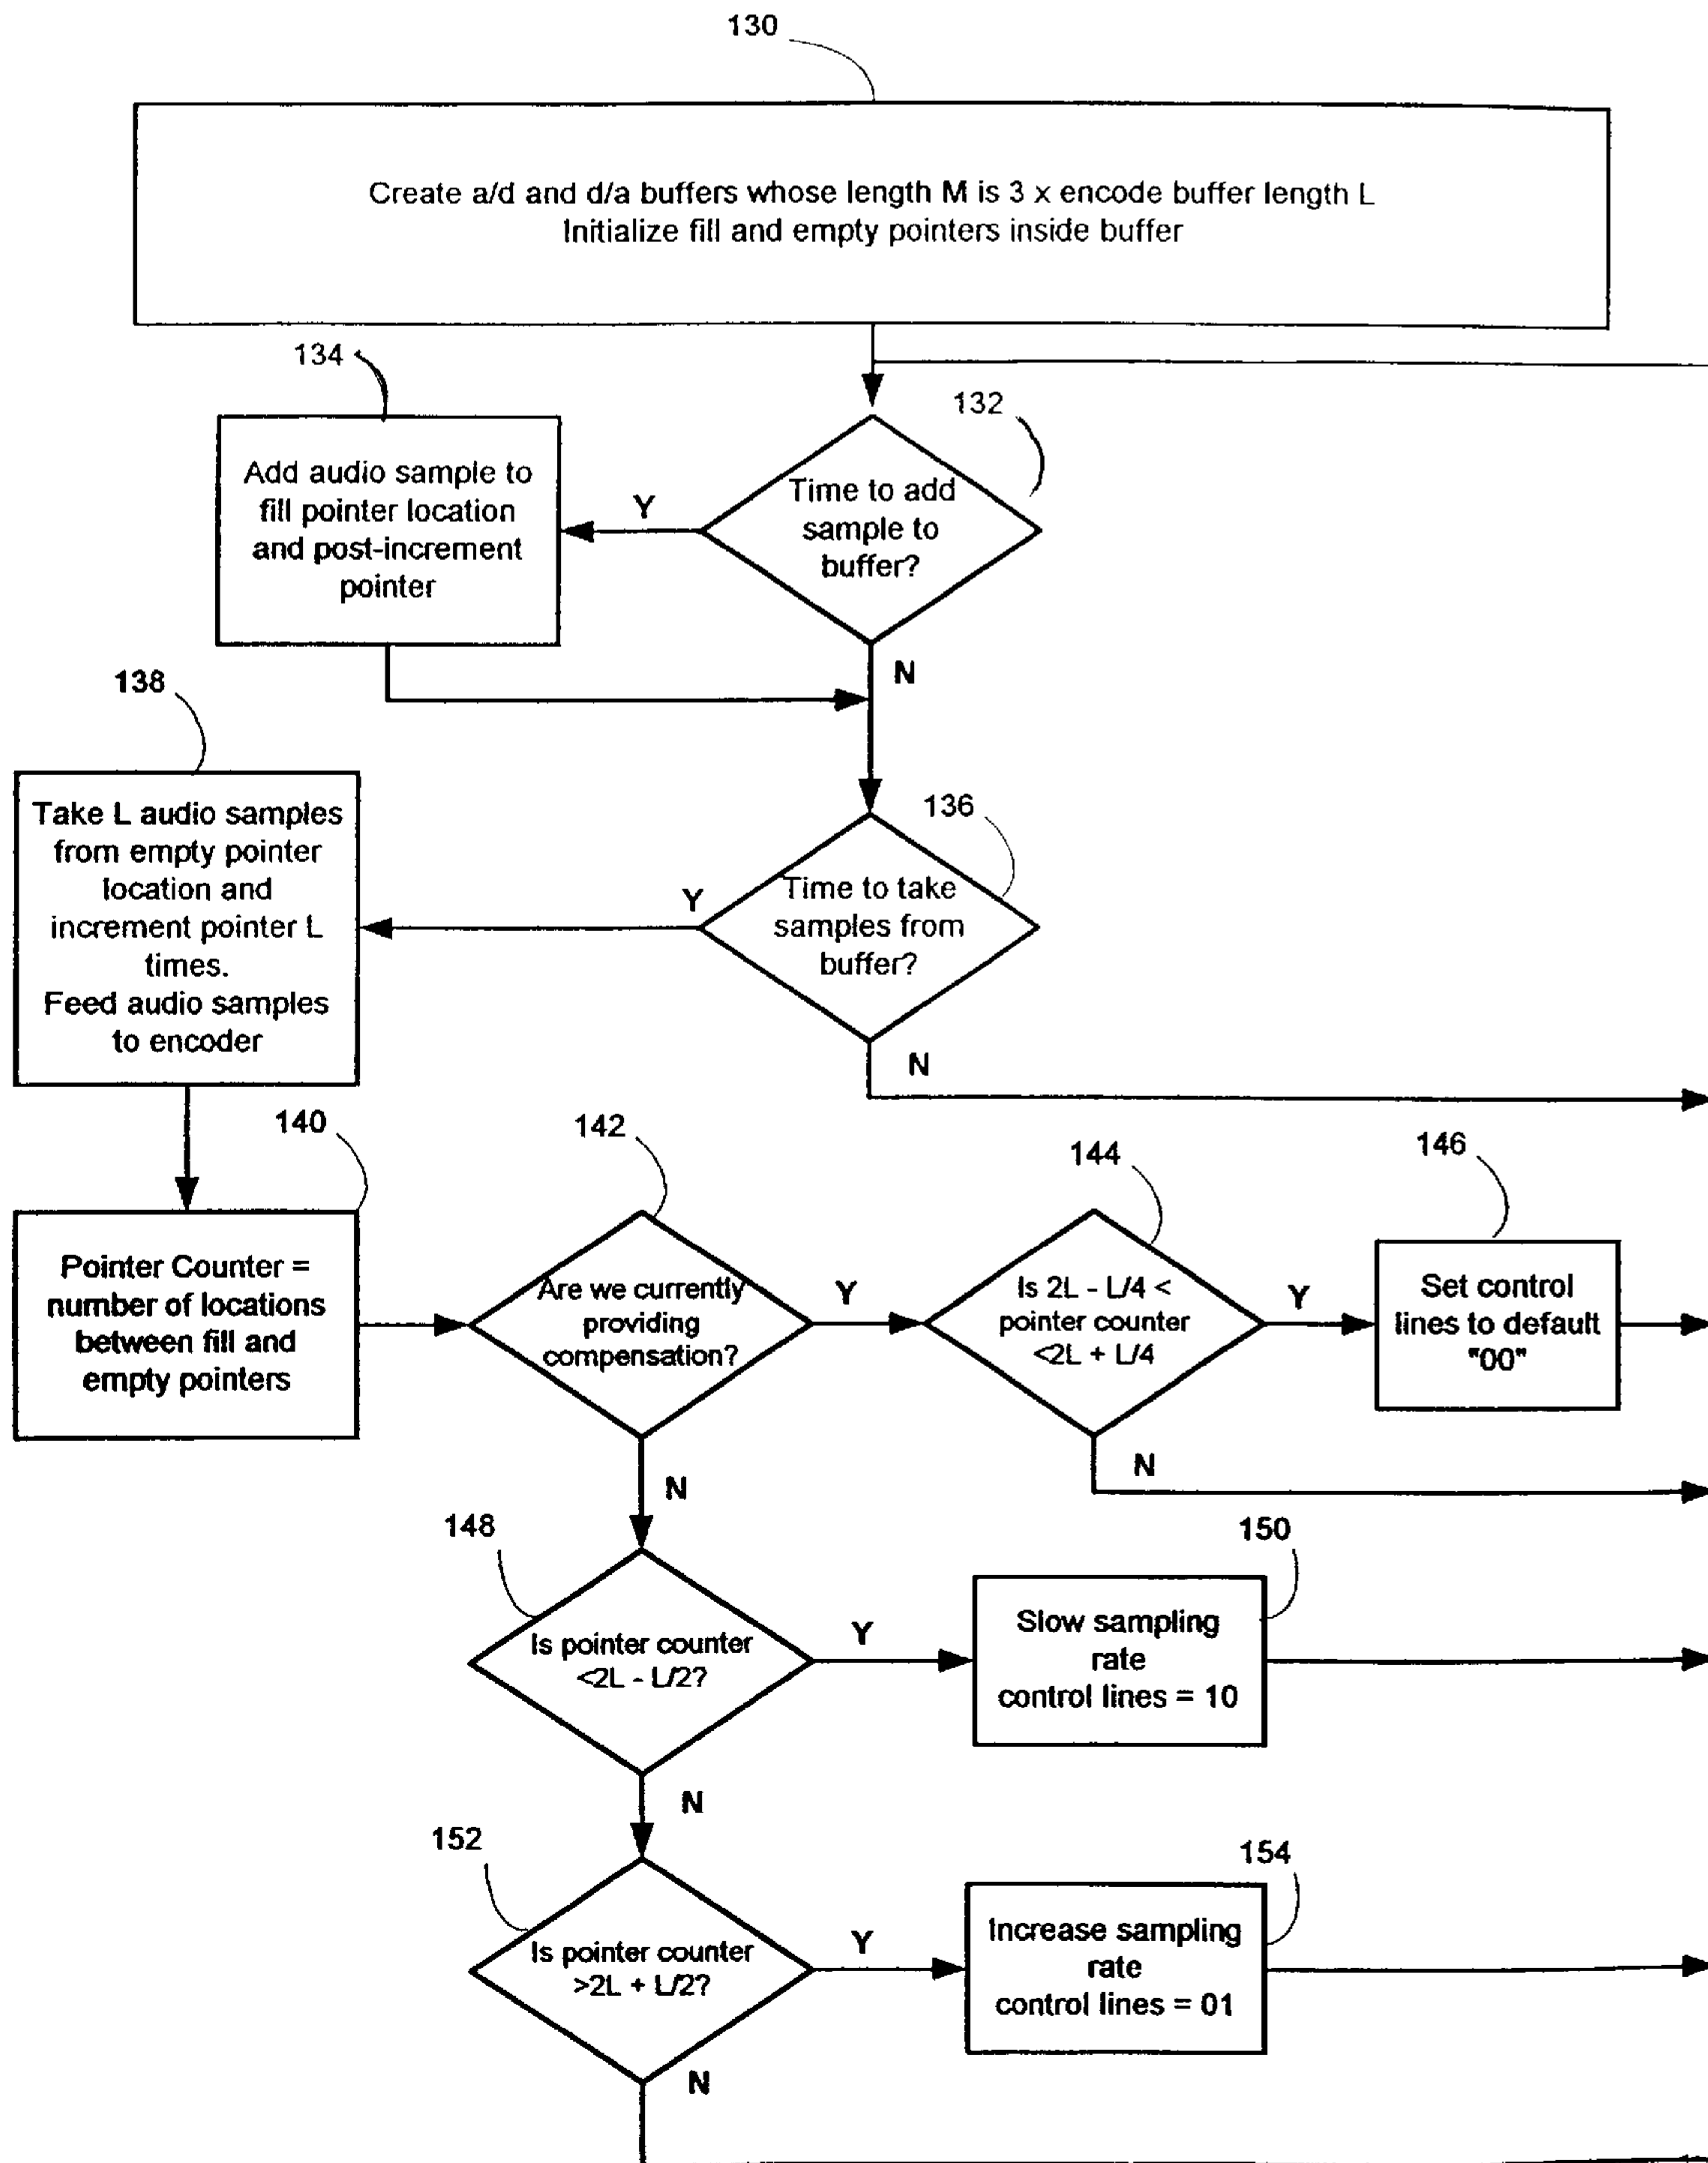 130
Create a/d and d/a buffers whose length M is 3 x encode buffer length L
Initialize fill and empty pointers inside buffer
134
132
Add audio sample to
fill pointer location
and post-increment
pointer
Y
Time to add
sample to
buffer?
N
138
136
Take L audio samples
from empty pointer
location and
increment pointer L
times.
Feed audio samples
to encoder
Y
Time to take
samples from
buffer?
N
140
142
144
146
Pointer Counter =
number of locations
between fill and
empty pointers
Are we currently
providing
compensation?
Y
Is 2L - L/4 <
pointer counter
<2L + L/4
Y
Set control
lines to default
"00"
N
N
148
150
Is pointer counter
<2L - L/2?
Y
Slow sampling
rate
control lines = 10
N
152
154
Is pointer counter
>2L + L/2?
Y
Increase sampling
rate
control lines = 01
N